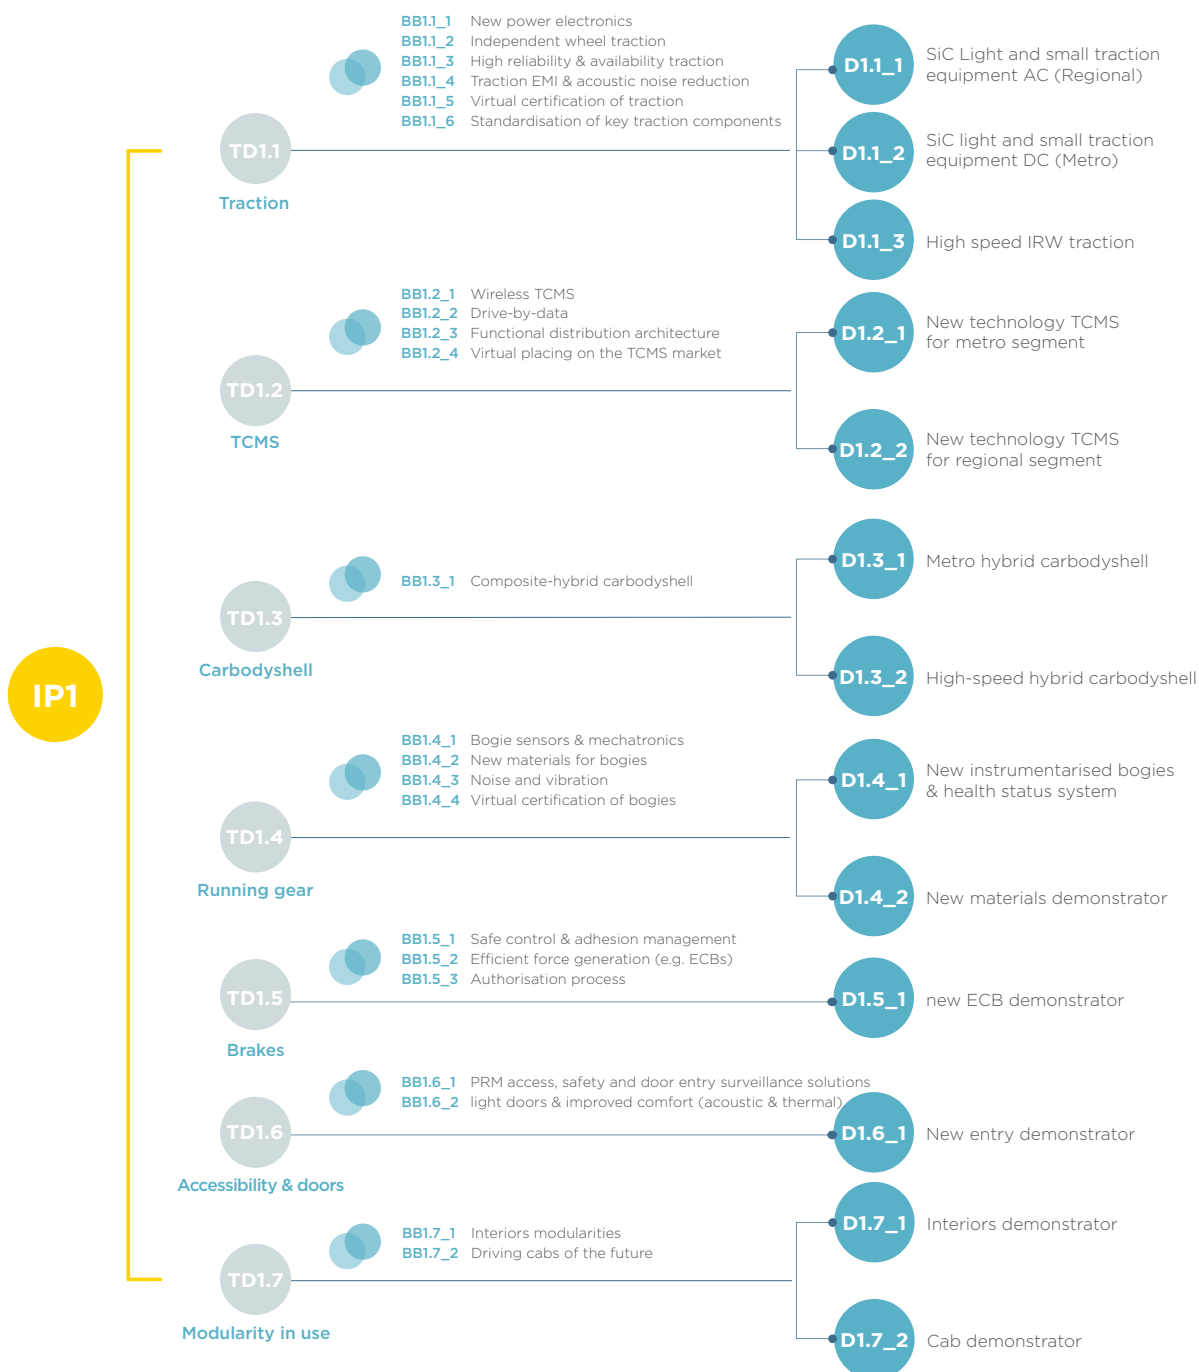 IP1
TD1.1
Traction
BB1.1_1 New power electronics
BB1.1_2 Independent wheel traction
BB1.1_3 High reliability & availability traction
BB1.1_4 Traction EMI & acoustic noise reduction
BB1.1_5 Virtual certification of traction
BB1.1_6 Standardisation of key traction components
D1.1_1
SiC Light and small traction
equipment AC (Regional)
D1.1_2
SiC light and small traction
equipment DC (Metro)
D1.1_3
High speed IRW traction
TD1.2
TCMS
BB1.2_1 Wireless TCMS
BB1.2_2 Drive-by-data
BB1.2_3 Functional distribution architecture
BB1.2_4 Virtual placing on the TCMS market
D1.2_1
New technology TCMS
for metro segment
D1.2_2
New technology TCMS
for regional segment
TD1.3
Carbodyshell
BB1.3_1 Composite-hybrid carbodyshell
D1.3_1
Metro hybrid carbodyshell
D1.3_2
High-speed hybrid carbodyshell
TD1.4
Running gear
BB1.4_1 Bogie sensors & mechatronics
BB1.4_2 New materials for bogies
BB1.4_3 Noise and vibration
BB1.4_4 Virtual certification of bogies
D1.4_1
New instrumentarised bogies
& health status system
D1.4_2
New materials demonstrator
TD1.5
Brakes
BB1.5_1 Safe control & adhesion management
BB1.5_2 Efficient force generation (e.g. ECBs)
BB1.5_3 Authorisation process
D1.5_1
new ECB demonstrator
TD1.6
Accessibility & doors
BB1.6_1 PRM access, safety and door entry surveillance solutions
BB1.6_2 light doors & improved comfort (acoustic & thermal)
D1.6_1
New entry demonstrator
TD1.7
Modularity in use
BB1.7_1 Interiors modularities
BB1.7_2 Driving cabs of the future
D1.7_1
Interiors demonstrator
D1.7_2
Cab demonstrator